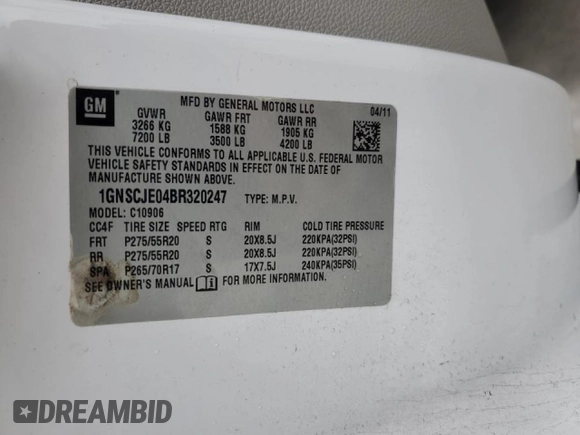 GM
MFD BY GENERAL MOTORS LLC
04/11
GVWR GAWR FRT GAWR RR
3266 KG 1588 KG 1905 KG
7200 LB 3500 LB 4200 LB
THIS VEHICLE CONFORMS TO ALL APPLICABLE U.S. FEDERAL MOTOR
VEHICLE SAFETY STANDARDS IN EFFECT ON THE DATE OF
MANUFACTURE SHOWN ABOVE.
1GNSCJE04BR320247 TYPE: M.P.V.
MODEL: C10906
CC4F TIRE SIZE SPEED RTG RIM COLD TIRE PRESSURE
FRT P275/55R20 S 20X8.5J 220KPA(32PSI)
RR P275/55R20 S 20X8.5J 220KPA(32PSI)
SPA P265/70R17 S 17X7.5J 240KPA(35PSI)
SEE OWNER'S MANUAL i FOR MORE INFORMATION.
DREAMBID